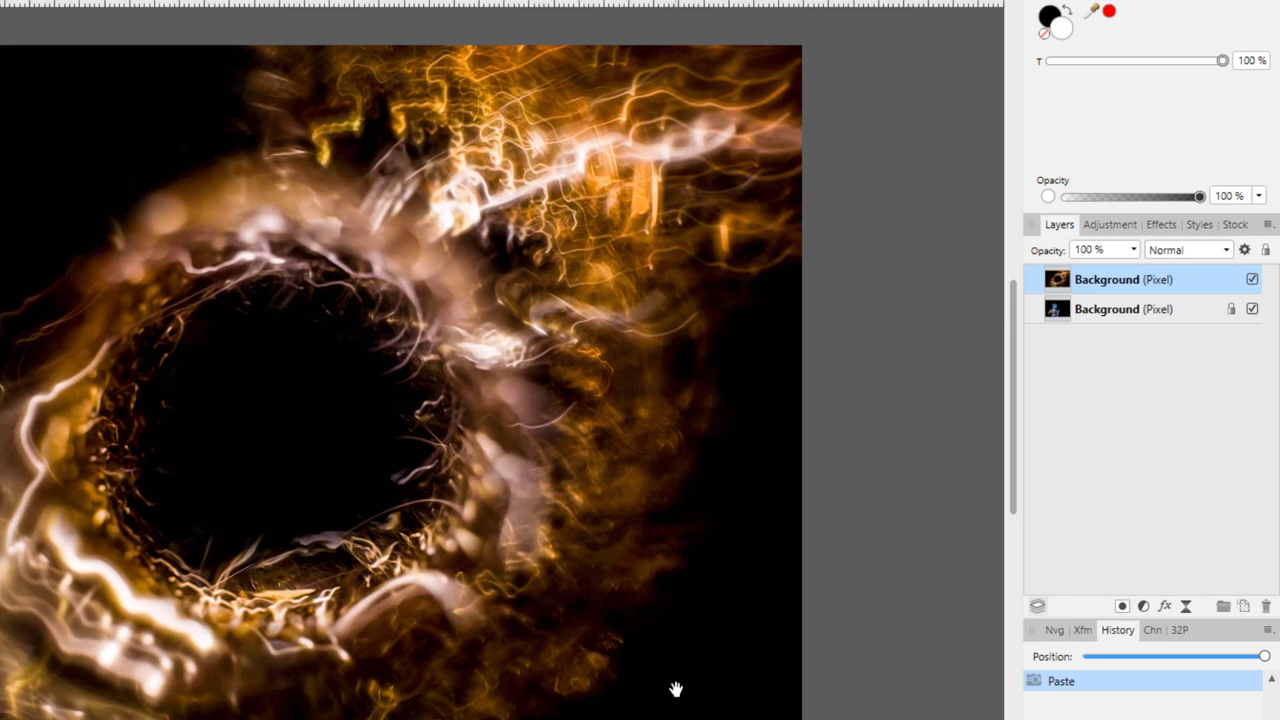 T 100 %
Opacity
100 %
Layers Adjustment Effects Styles Stock
Opacity: 100 % Normal
Background (Pixel)
Background (Pixel)
fx
Nvg Xfm History Chn 32P
Position:
Paste